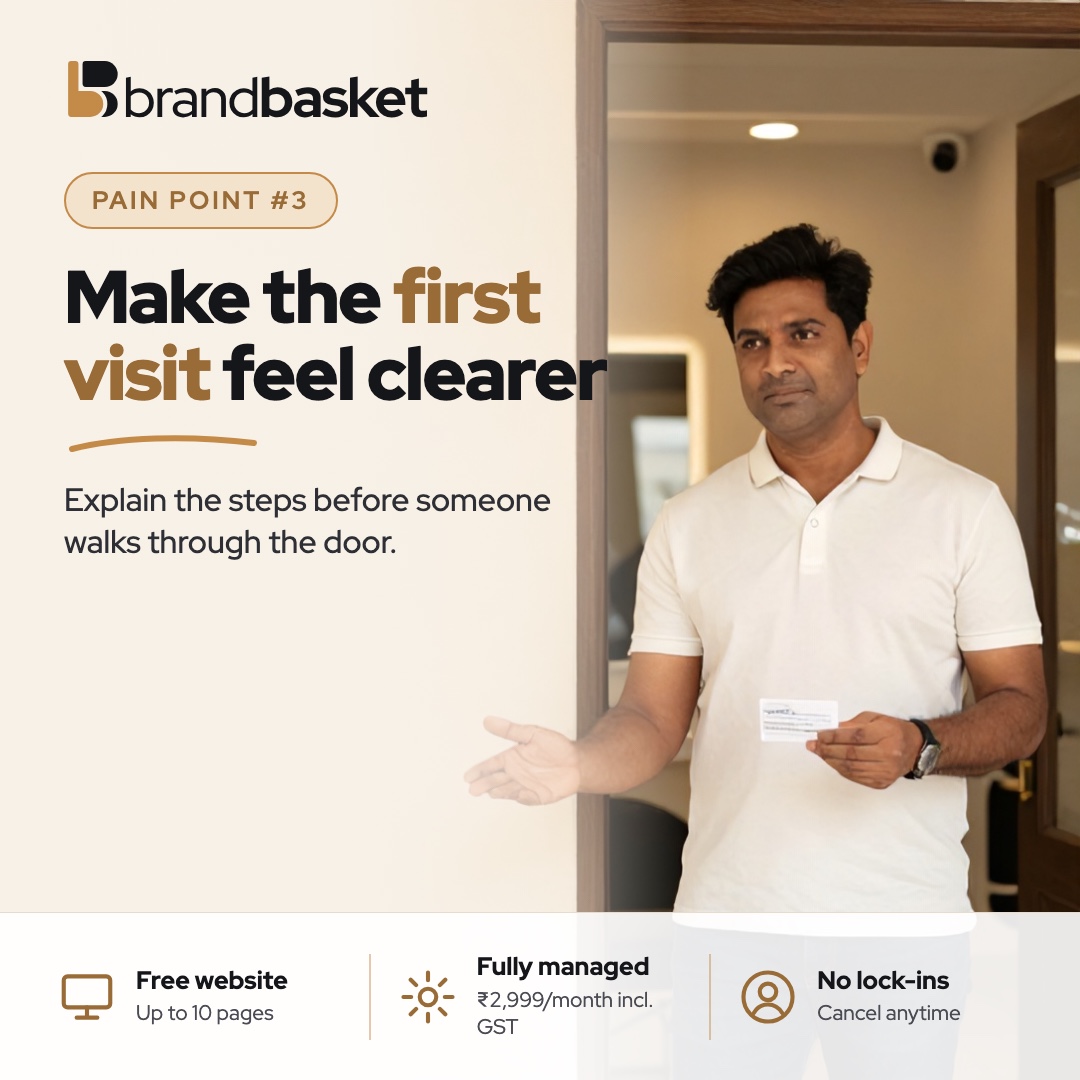 brandbasket
PAIN POINT #3
Make the first
visit feel clearer
Explain the steps before someone
walks through the door.
Free website
Up to 10 pages
Fully managed
₹2,999/month incl.
GST
No lock-ins
Cancel anytime